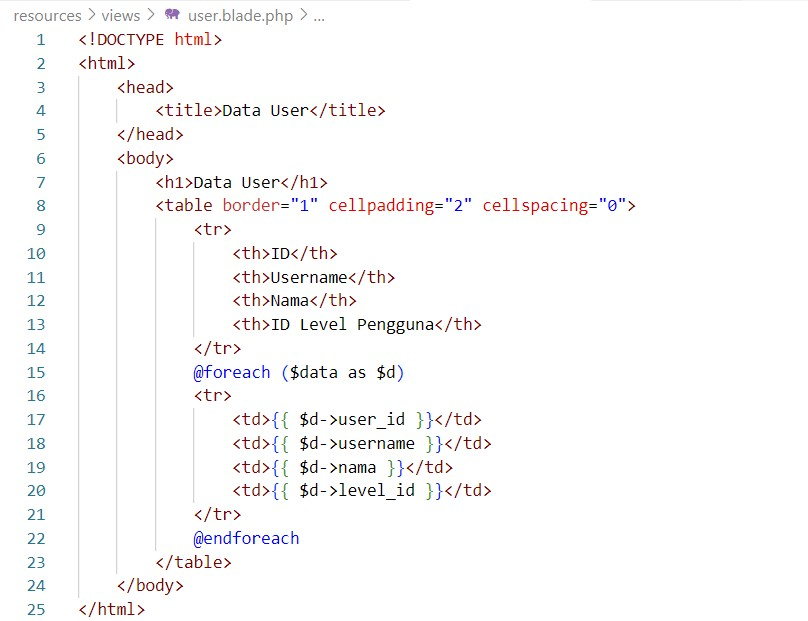 resources > views > user.blade.php > ...
1 <!DOCTYPE html>
2 <html>
3     <head>
4         <title>Data User</title>
5     </head>
6     <body>
7         <h1>Data User</h1>
8         <table border="1" cellpadding="2" cellspacing="0">
9             <tr>
10                 <th>ID</th>
11                 <th>Username</th>
12                 <th>Nama</th>
13                 <th>ID Level Pengguna</th>
14             </tr>
15             @foreach ($data as $d)
16             <tr>
17                 <td>{{ $d->user_id }}</td>
18                 <td>{{ $d->username }}</td>
19                 <td>{{ $d->nama }}</td>
20                 <td>{{ $d->level_id }}</td>
21             </tr>
22             @endforeach
23         </table>
24     </body>
25 </html>